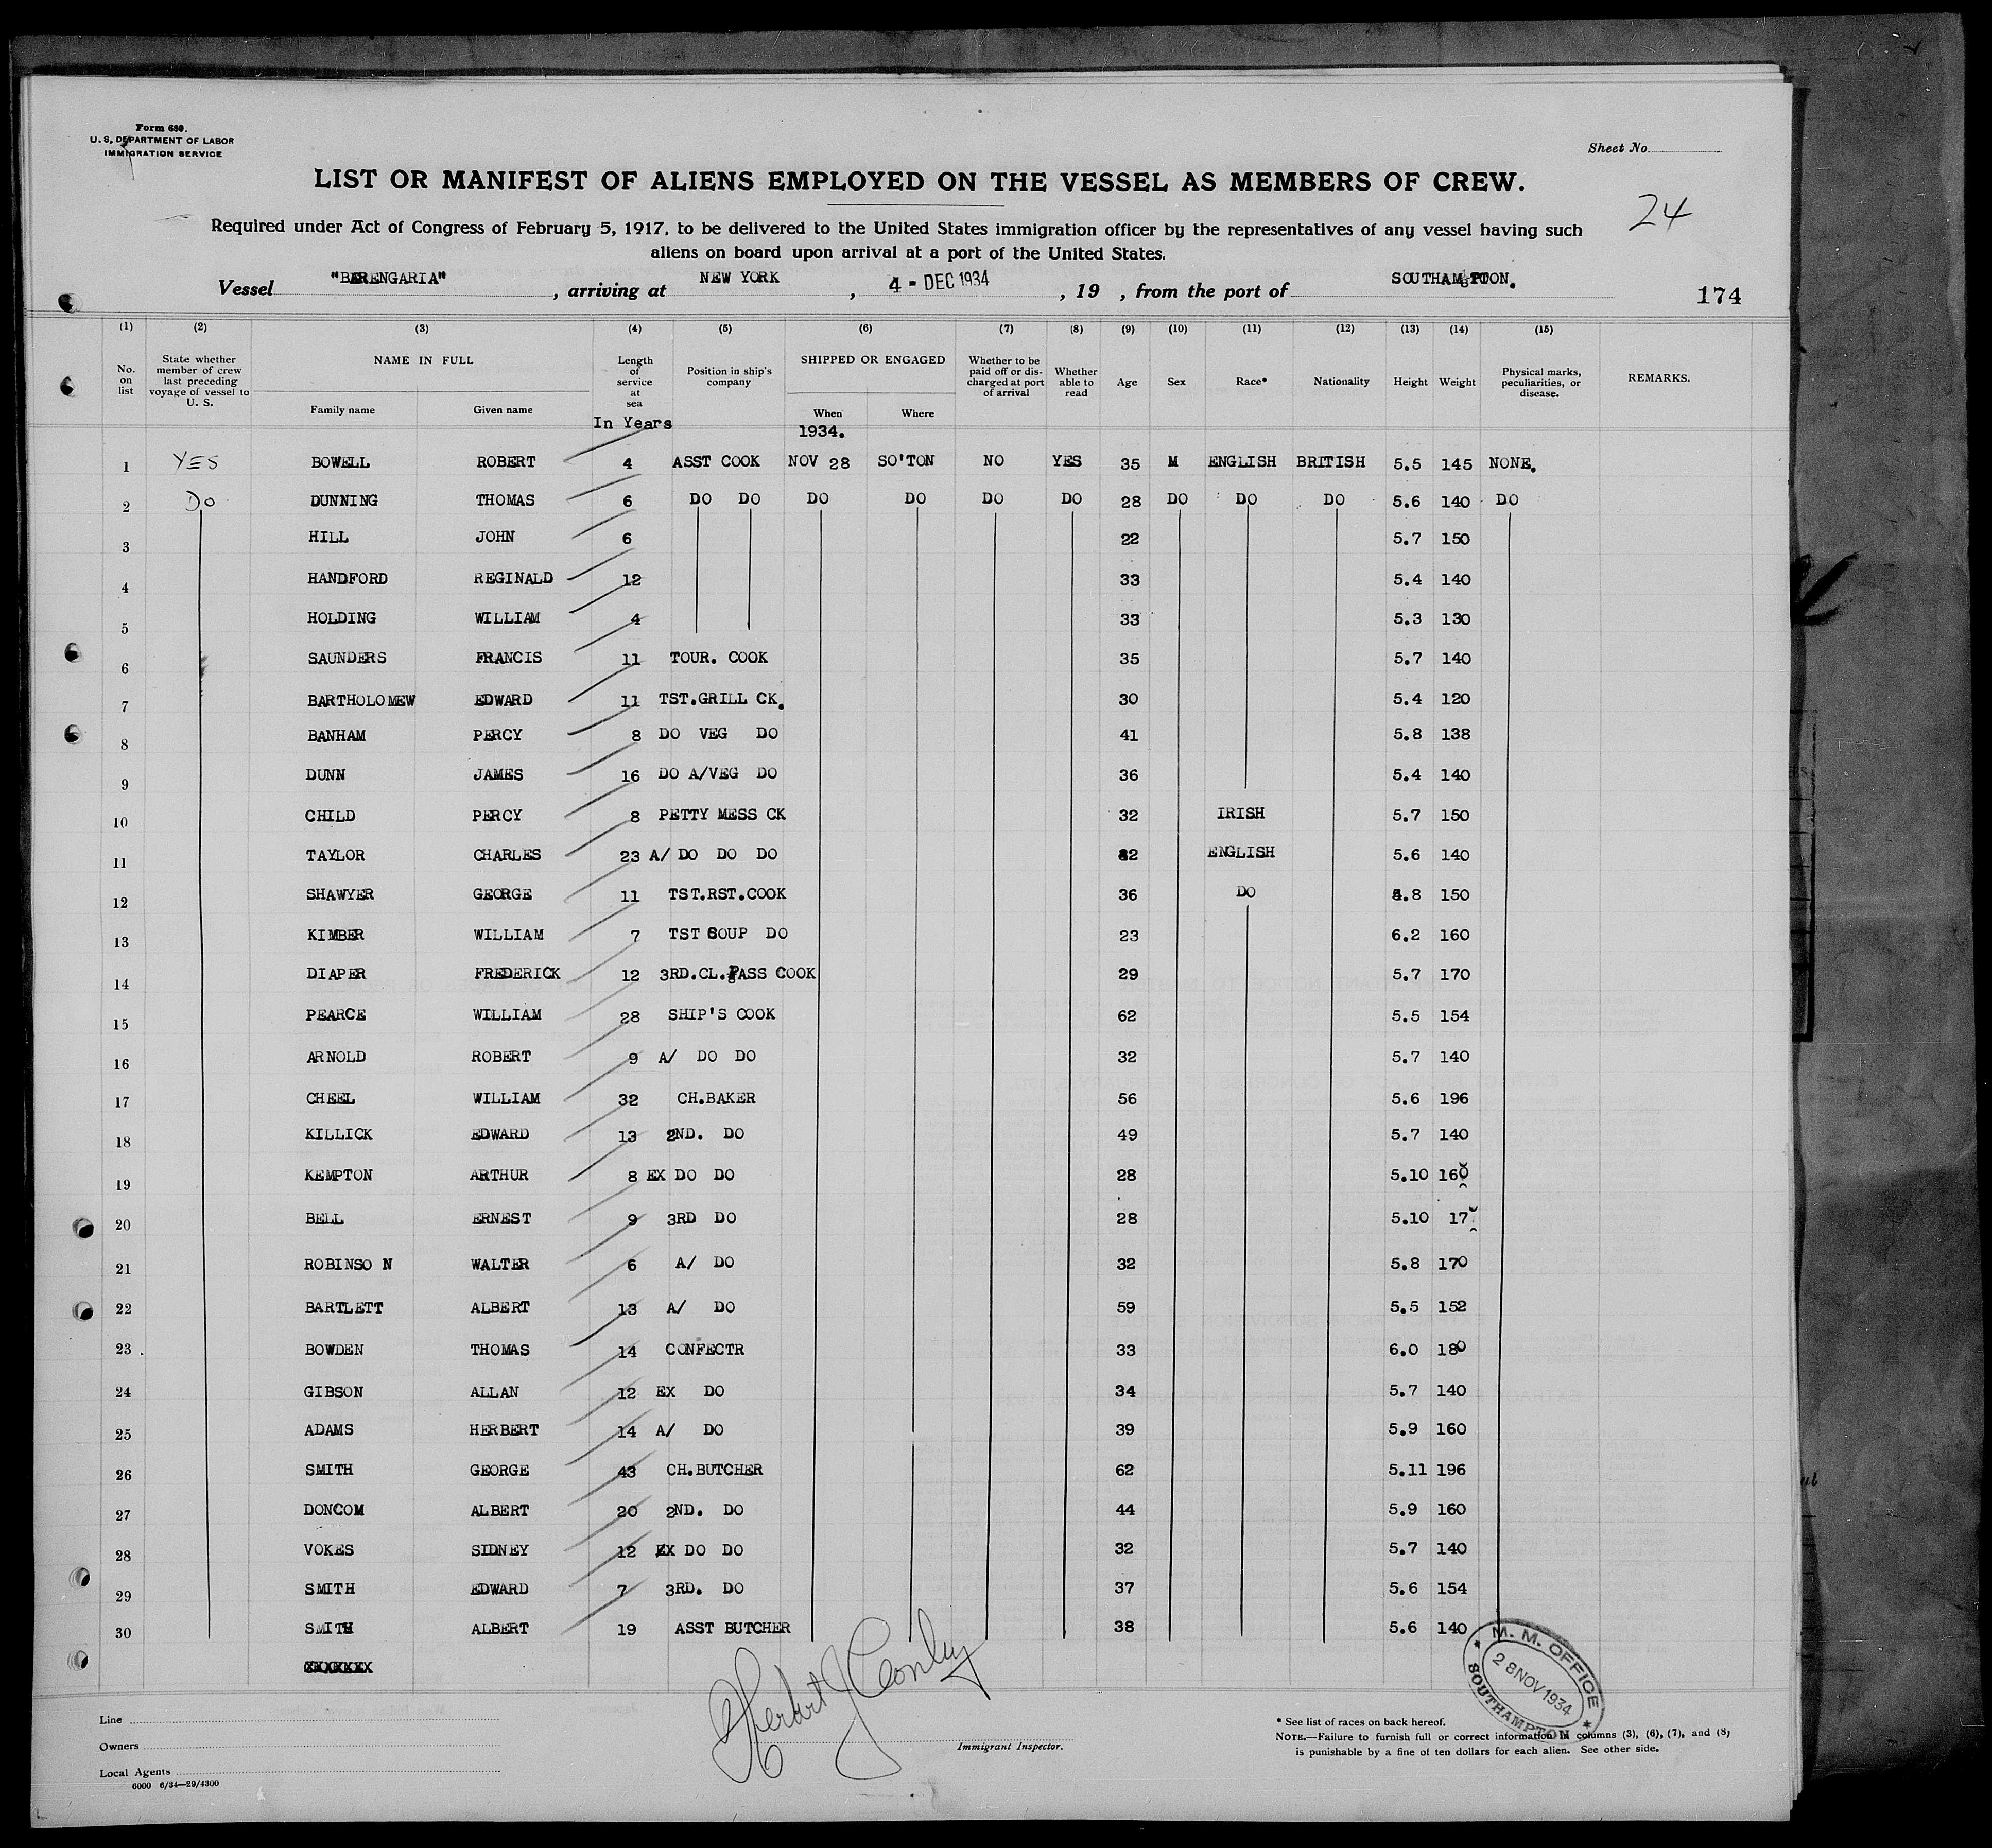 Form 680.
U. S. DEPARTMENT OF LABOR
IMMIGRATION SERVICE
Sheet No.
LIST OR MANIFEST OF ALIENS EMPLOYED ON THE VESSEL AS MEMBERS OF CREW.
24
Required under Act of Congress of February 5, 1917, to be delivered to the United States immigration officer by the representatives of any vessel having such
aliens on board upon arrival at a port of the United States.
Vessel "BERENGARIA", arriving at NEW YORK, 4 - DEC 1934, 19 , from the port of SOUTHAMPTON.
174
(1) (2) (3) (4) (5) (6) (7) (8) (9) (10) (11) (12) (13) (14) (15)
No. on list State whether member of crew last preceding voyage of vessel to U. S. NAME IN FULL Family name Given name Length of service at sea In Years Position in ship's company SHIPPED OR ENGAGED When 1934. Where Whether to be paid off or discharged at port of arrival Whether able to read Age Sex Race* Nationality Height Weight Physical marks, peculiarities, or disease. REMARKS.
1 YES BOWELL ROBERT 4 ASST COOK NOV 28 SO'TON NO YES 35 M ENGLISH BRITISH 5.5 145 NONE.
2 Do DUNNING THOMAS 6 DO DO DO DO DO DO 28 DO DO DO 5.6 140 DO
3 HILL JOHN 6 22 5.7 150
4 HANDFORD REGINALD 12 33 5.4 140
5 HOLDING WILLIAM 4 33 5.3 130
6 SAUNDERS FRANCIS 11 TOUR. COOK 35 5.7 140
7 BARTHOLOMEW EDWARD 11 TST.GRILL CK. 30 5.4 120
8 BANHAM PERCY 8 DO VEG DO 41 5.8 138
9 DUNN JAMES 16 DO A/VEG DO 36 5.4 140
10 CHILD PERCY 8 PETTY MESS CK 32 IRISH 5.7 150
11 TAYLOR CHARLES 23 A/ DO DO DO ENGLISH 5.6 140
12 SHAWYER GEORGE 11 TST.RST.COOK 36 DO 150
13 KIMBER WILLIAM 7 TST SOUP DO 23 6.2 160
14 DIAPER FREDERICK 12 3RD.CL.PASS COOK 29 5.7 170
15 PEARCE WILLIAM 28 SHIP'S COOK 62 5.5 154
16 ARNOLD ROBERT 9 A/ DO DO 32 5.7 140
17 CHEEL WILLIAM 32 CH.BAKER 56 5.6 196
18 KILLICK EDWARD 13 2ND. DO 49 5.7 140
19 KEMPTON ARTHUR 8 EX DO DO 28 5.10 160
20 BELL ERNEST 9 3RD DO 28 5.10 17
21 ROBINSON WALTER 6 A/ DO 32 5.8 170
22 BARTLETT ALBERT 13 A/ DO 59 5.5 152
23 BOWDEN THOMAS 14 CONFECTR 33 6.0 180
24 GIBSON ALLAN 12 EX DO 34 5.7 140
25 ADAMS HERBERT 14 A/ DO 39 5.9 160
26 SMITH GEORGE 43 CH.BUTCHER 62 5.11 196
27 DONCOM ALBERT 20 2ND. DO 44 5.9 160
28 VOKES SIDNEY 12 EX DO DO 32 5.7 140
29 SMITH EDWARD 7 3RD. DO 37 5.6 154
30 SMITH ALBERT 19 ASST BUTCHER 38 5.6 140
M. M. OFFICE
28 NOV 1934
SOUTHAMPTON
Line
Owners
Local Agents
6000 6/34—29/4300
Herbert J Conley
Immigrant Inspector.
* See list of races on back hereof.
NOTE.—Failure to furnish full or correct information in columns (3), (6), (7), and (8)
is punishable by a fine of ten dollars for each alien. See other side.